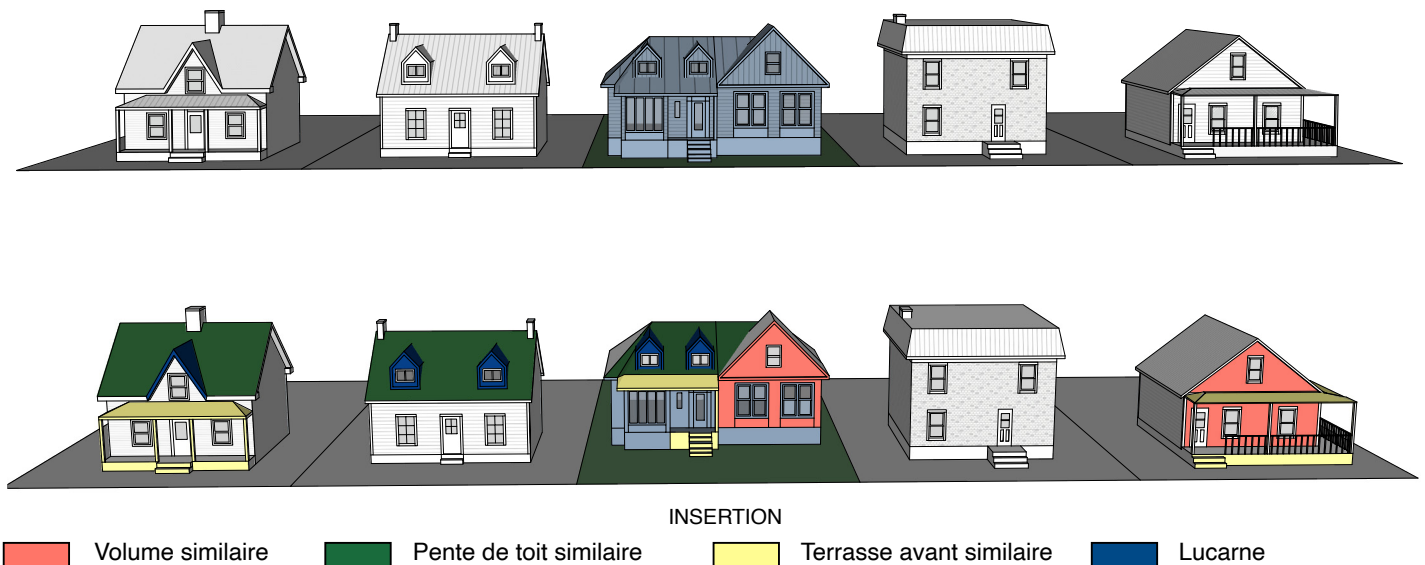 INSERTION
Volume similaire
Pente de toit similaire
Terrasse avant similaire
Lucarne